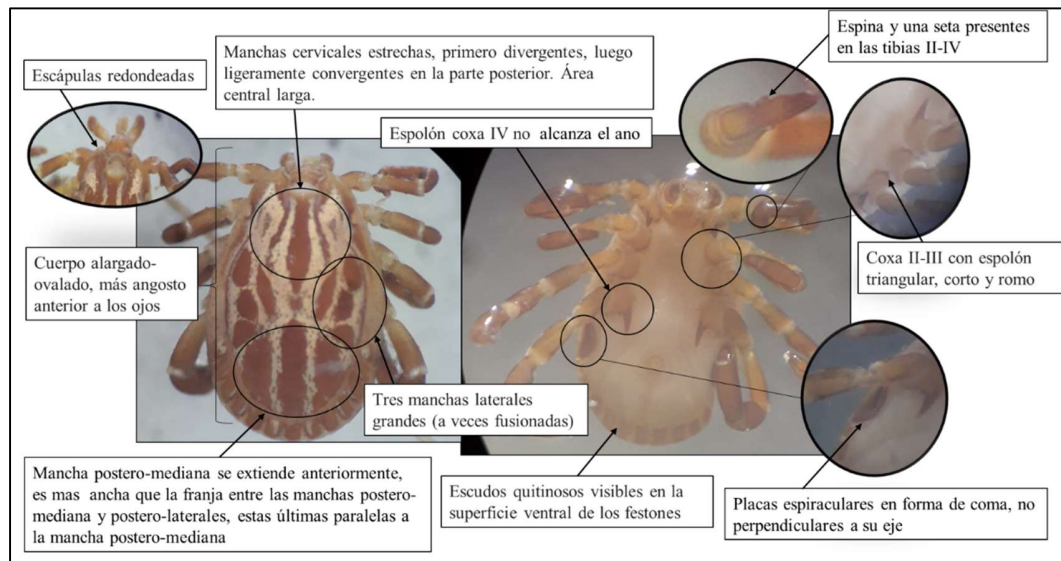 Escápulas redondeadas
Manchas cervicales estrechas, primero divergentes, luego
ligeramente convergentes en la parte posterior. Área
central larga.
Espina y una seta presentes
en las tibias II-IV
Espolón coxa IV no alcanza el ano
Cuerpo alargado-
ovalado, más angosto
anterior a los ojos
Coxa II-III con espolón
triangular, corto y romo
Tres manchas laterales
grandes (a veces fusionadas)
Mancha postero-mediana se extiende anteriormente,
es mas ancha que la franja entre las manchas postero-
mediana y postero-laterales, estas últimas paralelas a
la mancha postero-mediana
Escudos quitinosos visibles en la
superficie ventral de los festones
Placas espiraculares en forma de coma, no
perpendiculares a su eje